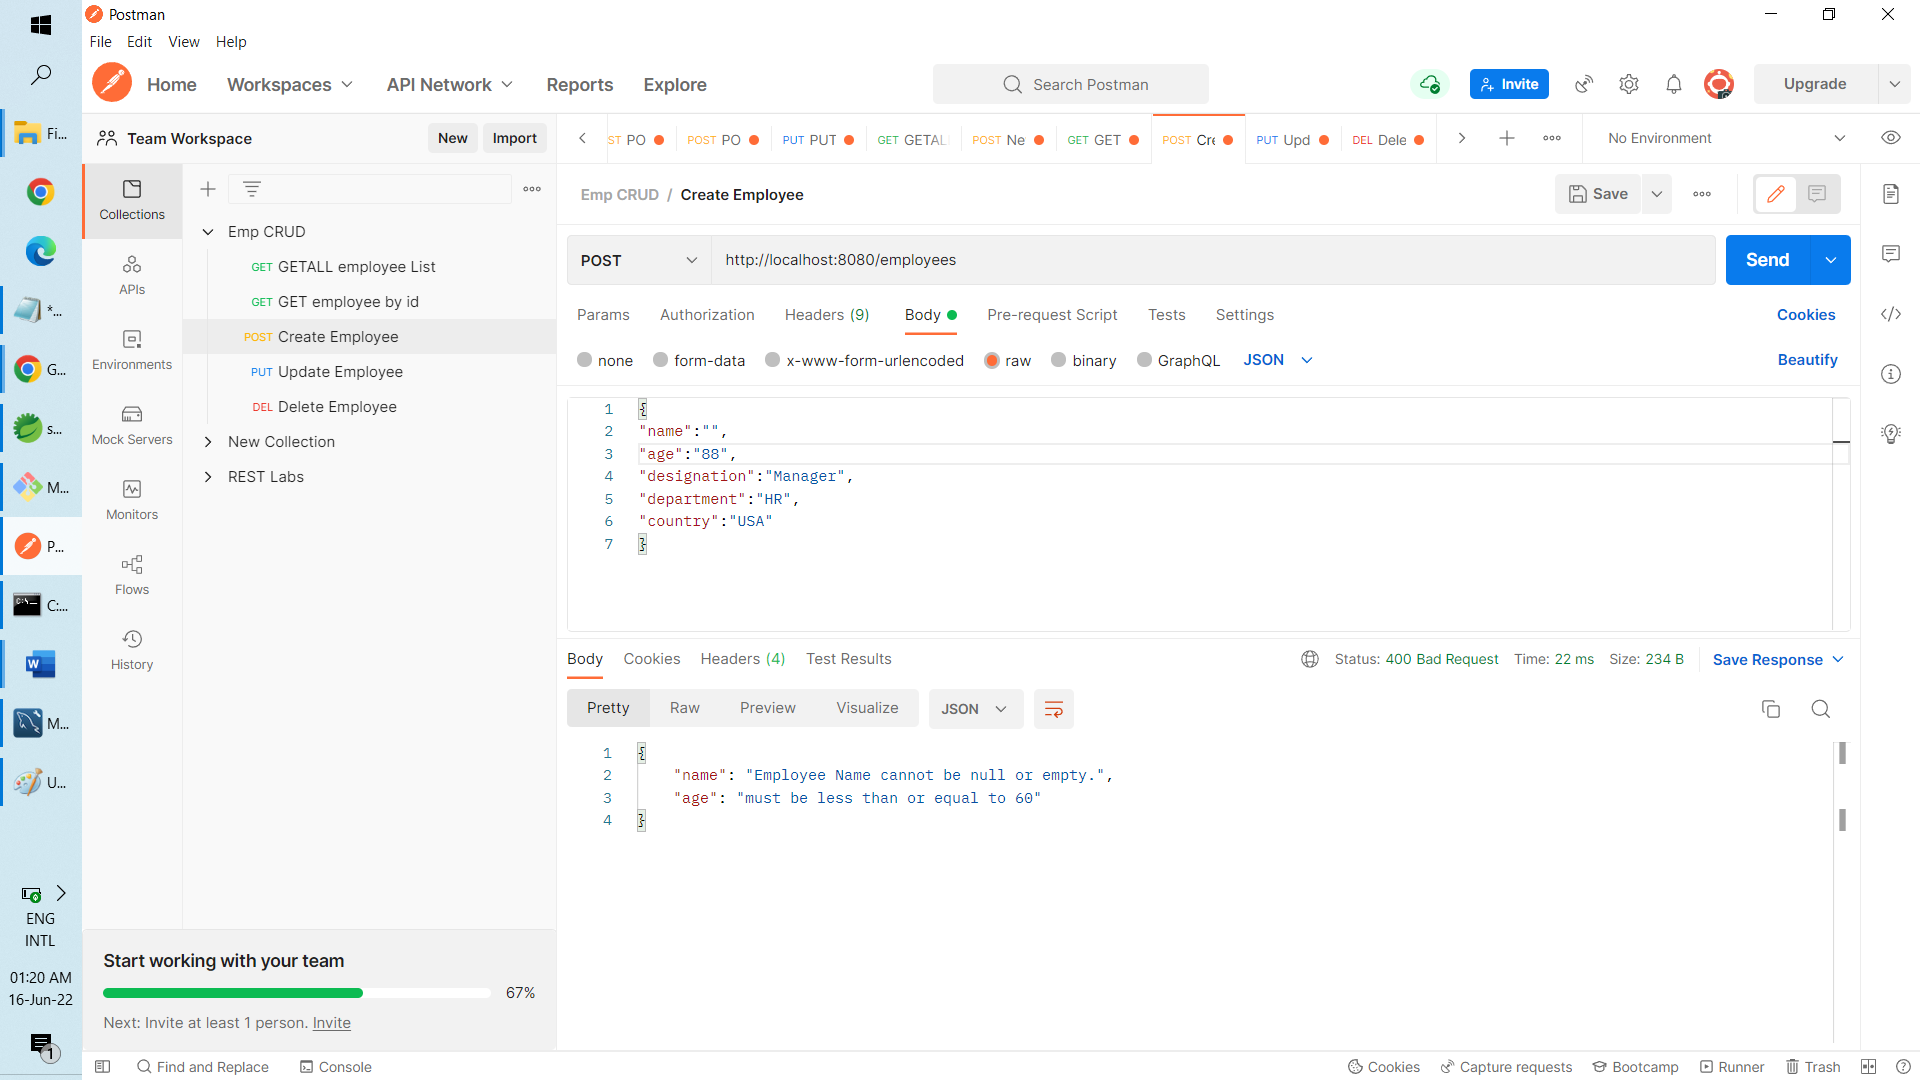 Postman
File Edit View Help
Home Workspaces API Network Reports Explore
Search Postman
Invite
Upgrade
Team Workspace
New Import
ST PO
POST PO
PUT PUT
GET GETAL
POST Ne
GET GET
POST Cre
PUT Upd
DEL Dele
No Environment
Fi...
*...
G...
s...
M...
P...
C:...
M...
U...
ENG
INTL
01:20 AM
16-Jun-22
1
Collections
APIs
Environments
Mock Servers
Monitors
Flows
History
Emp CRUD
GET GETALL employee List
GET GET employee by id
POST Create Employee
PUT Update Employee
DEL Delete Employee
New Collection
REST Labs
Start working with your team
67%
Next: Invite at least 1 person. Invite
Emp CRUD / Create Employee
Save
POST http://localhost:8080/employees
Send
Params Authorization Headers (9) Body Pre-request Script Tests Settings
Cookies
none form-data x-www-form-urlencoded raw binary GraphQL JSON
Beautify
1 {
2 "name":"",
3 "age":"88",
4 "designation":"Manager",
5 "department":"HR",
6 "country":"USA"
7 }
Body Cookies Headers (4) Test Results
Status: 400 Bad Request Time: 22 ms Size: 234 B Save Response
Pretty Raw Preview Visualize JSON
1 {
2 "name": "Employee Name cannot be null or empty.",
3 "age": "must be less than or equal to 60"
4 }
Find and Replace Console
Cookies Capture requests Bootcamp Runner Trash